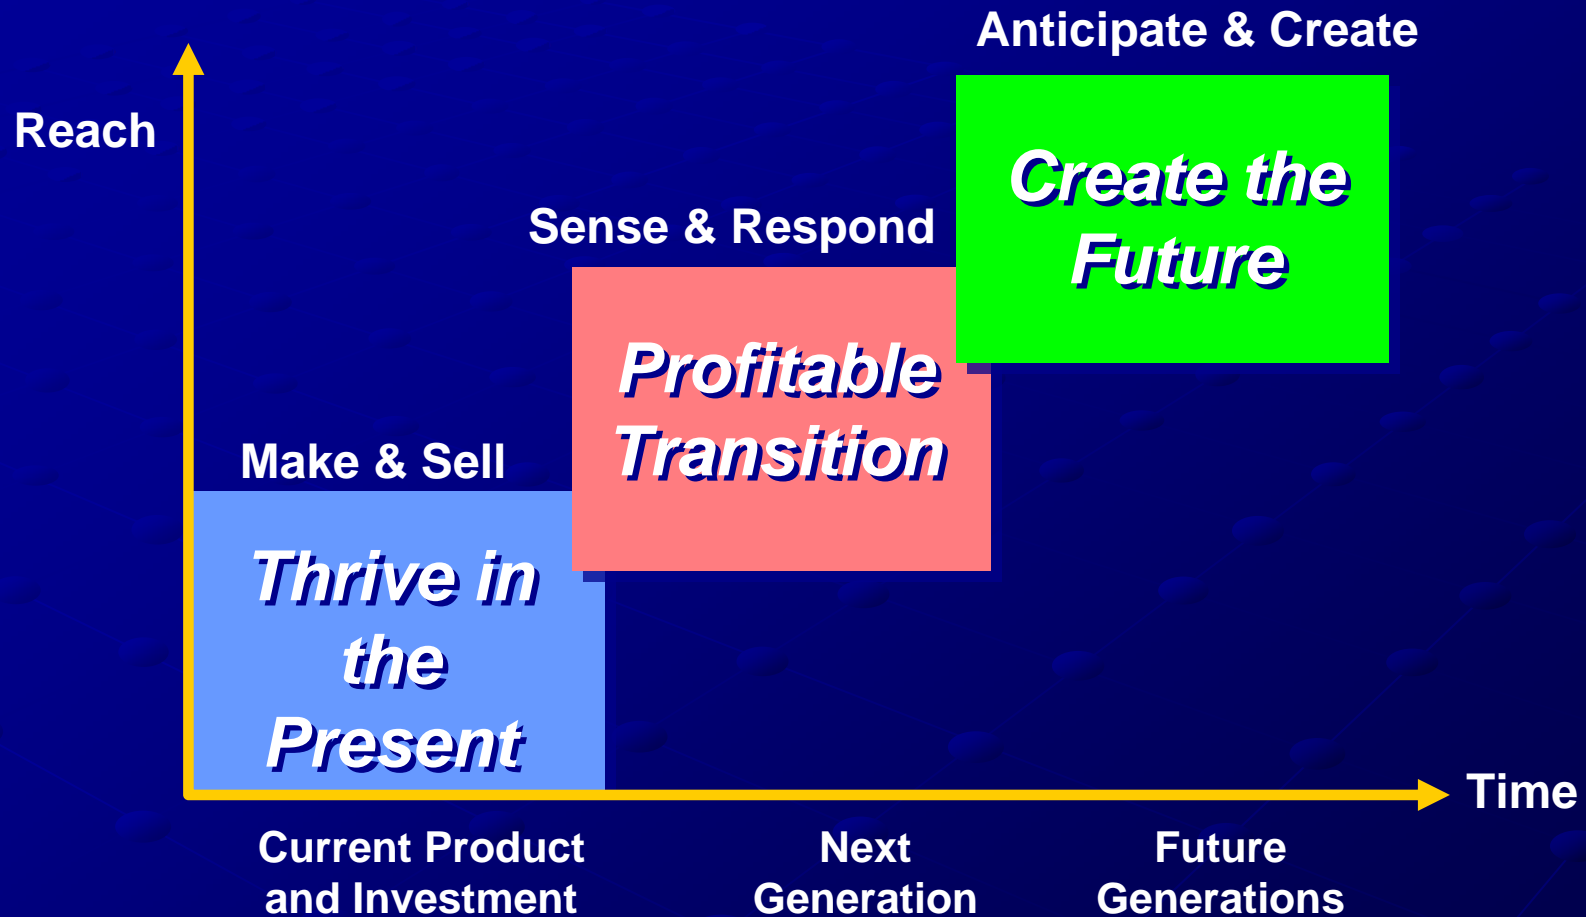 Anticipate & Create
Reach
Create the
Future
Sense & Respond
Profitable
Transition
Make & Sell
Thrive in
the
Present
Time
Current Product
and Investment
Next
Generation
Future
Generations